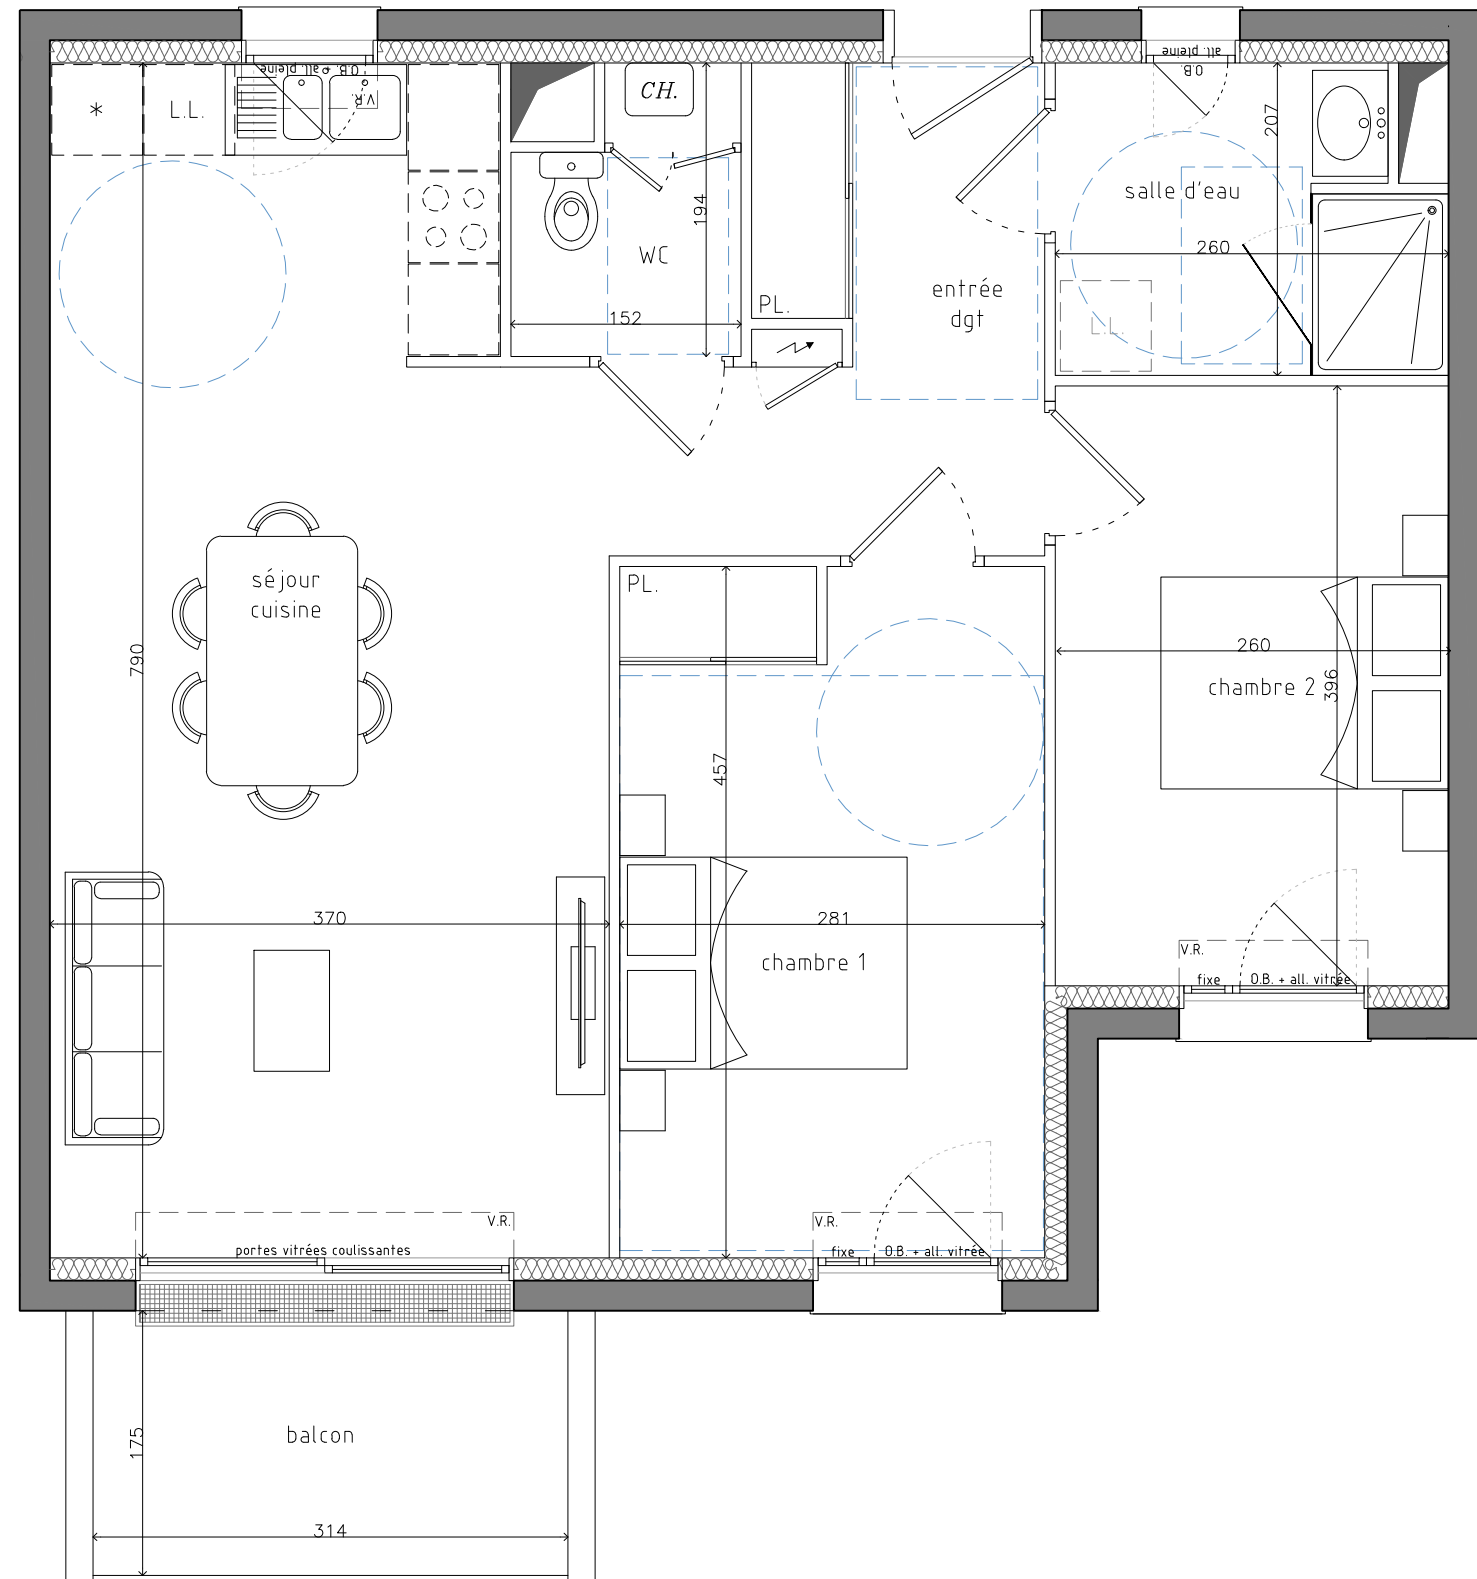 O.B. + all. pleine
V.R.
all. pleine
O.B.
*
L.L.
CH.
207
salle d'eau
194
WC
260
entrée
dgt
PL.
152
L.L.
séjour
cuisine
PL.
790
260
chambre 2
396
457
370
281
chambre 1
V.R.
fixe
O.B. + all. vitrée
V.R.
portes vitrées coulissantes
V.R.
fixe
O.B. + all. vitrée
balcon
175
314